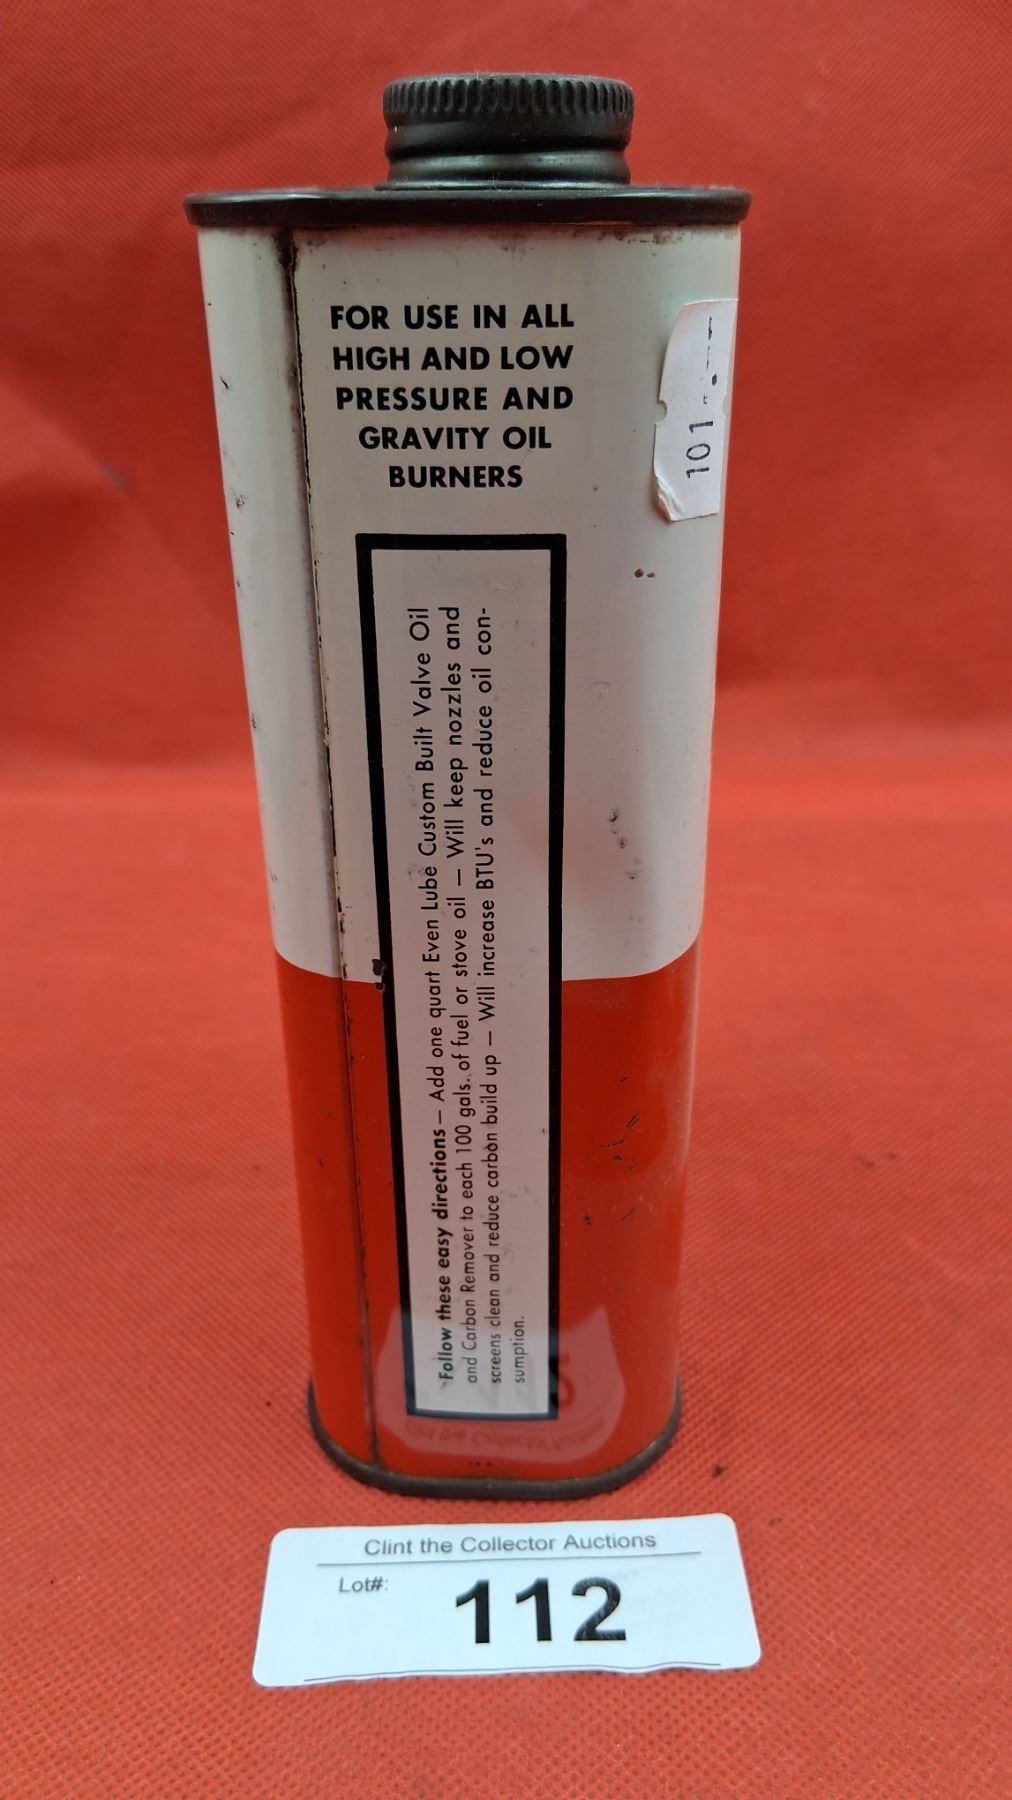 FOR USE IN ALL
HIGH AND LOW
PRESSURE AND
GRAVITY OIL
BURNERS
101
Follow these easy directions — Add one quart Even Lube Custom Built Valve Oil
and Carbon Remover to each 100 gals. of fuel or stove oil — Will keep nozzles and
screens clean and reduce carbon build up — Will increase BTU's and reduce oil con-
sumption.
Clint the Collector Auctions
Lot#:
112